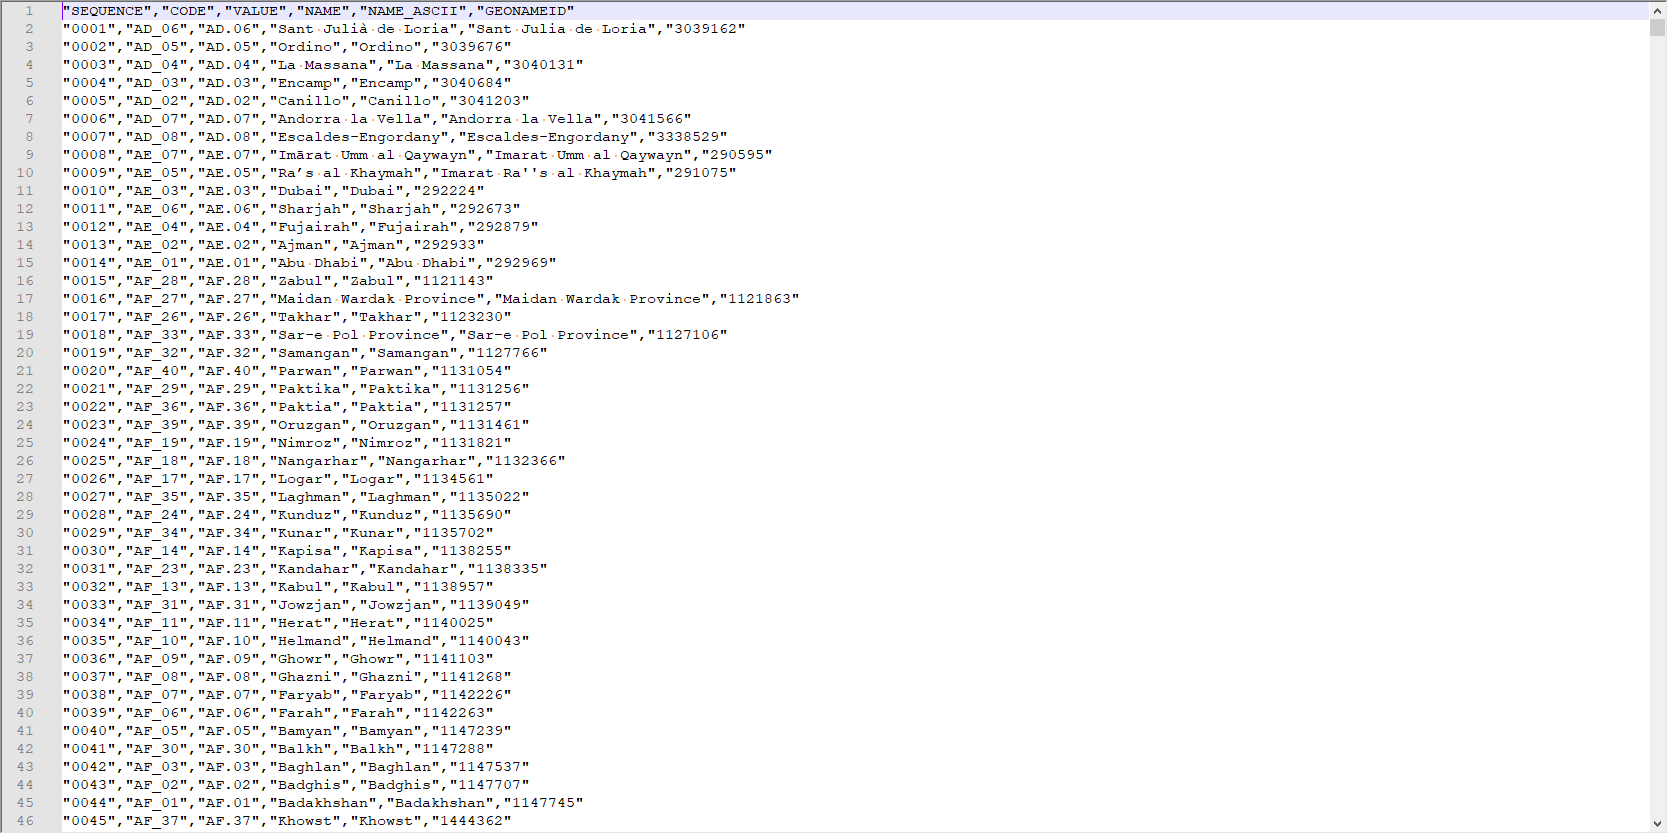 1 "SEQUENCE","CODE","VALUE","NAME","NAME_ASCII","GEONAMEID"
2 "0001","AD_06","AD.06","Sant Julià de Loria","Sant Julia de Loria","3039162"
3 "0002","AD_05","AD.05","Ordino","Ordino","3039676"
4 "0003","AD_04","AD.04","La Massana","La Massana","3040131"
5 "0004","AD_03","AD.03","Encamp","Encamp","3040684"
6 "0005","AD_02","AD.02","Canillo","Canillo","3041203"
7 "0006","AD_07","AD.07","Andorra la Vella","Andorra la Vella","3041566"
8 "0007","AD_08","AD.08","Escaldes-Engordany","Escaldes-Engordany","3338529"
9 "0008","AE_07","AE.07","Imārat Umm al Qaywayn","Imarat Umm al Qaywayn","290595"
10 "0009","AE_05","AE.05","Ra’s al Khaymah","Imarat Ra''s al Khaymah","291075"
11 "0010","AE_03","AE.03","Dubai","Dubai","292224"
12 "0011","AE_06","AE.06","Sharjah","Sharjah","292673"
13 "0012","AE_04","AE.04","Fujairah","Fujairah","292879"
14 "0013","AE_02","AE.02","Ajman","Ajman","292933"
15 "0014","AE_01","AE.01","Abu Dhabi","Abu Dhabi","292969"
16 "0015","AF_28","AF.28","Zabul","Zabul","1121143"
17 "0016","AF_27","AF.27","Maidan Wardak Province","Maidan Wardak Province","1121863"
18 "0017","AF_26","AF.26","Takhar","Takhar","1123230"
19 "0018","AF_33","AF.33","Sar-e Pol Province","Sar-e Pol Province","1127106"
20 "0019","AF_32","AF.32","Samangan","Samangan","1127766"
21 "0020","AF_40","AF.40","Parwan","Parwan","1131054"
22 "0021","AF_29","AF.29","Paktika","Paktika","1131256"
23 "0022","AF_36","AF.36","Paktia","Paktia","1131257"
24 "0023","AF_39","AF.39","Oruzgan","Oruzgan","1131461"
25 "0024","AF_19","AF.19","Nimroz","Nimroz","1131821"
26 "0025","AF_18","AF.18","Nangarhar","Nangarhar","1132366"
27 "0026","AF_17","AF.17","Logar","Logar","1134561"
28 "0027","AF_35","AF.35","Laghman","Laghman","1135022"
29 "0028","AF_24","AF.24","Kunduz","Kunduz","1135690"
30 "0029","AF_34","AF.34","Kunar","Kunar","1135702"
31 "0030","AF_14","AF.14","Kapisa","Kapisa","1138255"
32 "0031","AF_23","AF.23","Kandahar","Kandahar","1138335"
33 "0032","AF_13","AF.13","Kabul","Kabul","1138957"
34 "0033","AF_31","AF.31","Jowzjan","Jowzjan","1139049"
35 "0034","AF_11","AF.11","Herat","Herat","1140025"
36 "0035","AF_10","AF.10","Helmand","Helmand","1140043"
37 "0036","AF_09","AF.09","Ghowr","Ghowr","1141103"
38 "0037","AF_08","AF.08","Ghazni","Ghazni","1141268"
39 "0038","AF_07","AF.07","Faryab","Faryab","1142226"
40 "0039","AF_06","AF.06","Farah","Farah","1142263"
41 "0040","AF_05","AF.05","Bamyan","Bamyan","1147239"
42 "0041","AF_30","AF.30","Balkh","Balkh","1147288"
43 "0042","AF_03","AF.03","Baghlan","Baghlan","1147537"
44 "0043","AF_02","AF.02","Badghis","Badghis","1147707"
45 "0044","AF_01","AF.01","Badakhshan","Badakhshan","1147745"
46 "0045","AF_37","AF.37","Khowst","Khowst","1444362"